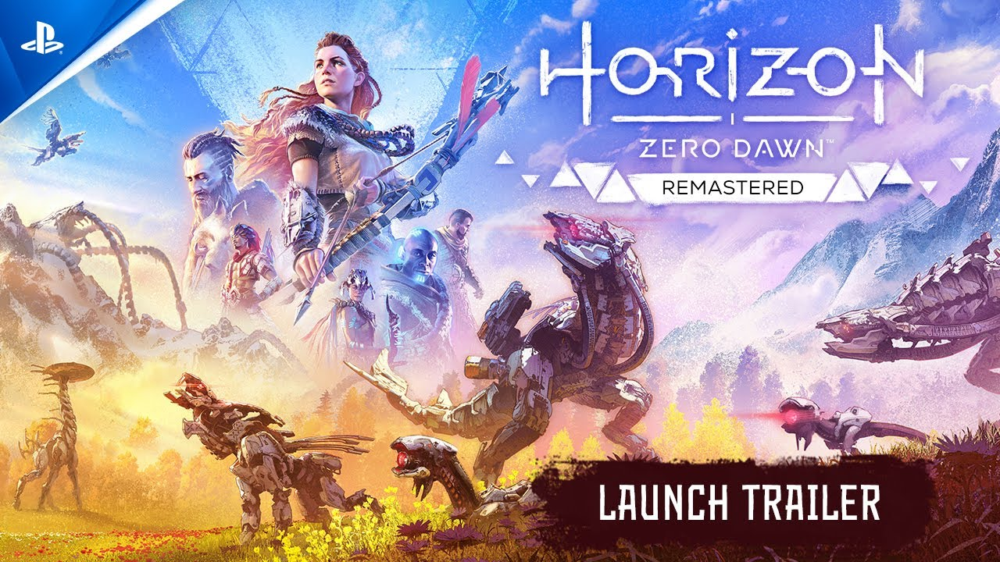 HORIZON
ZERO DAWN™
REMASTERED
LAUNCH TRAILER